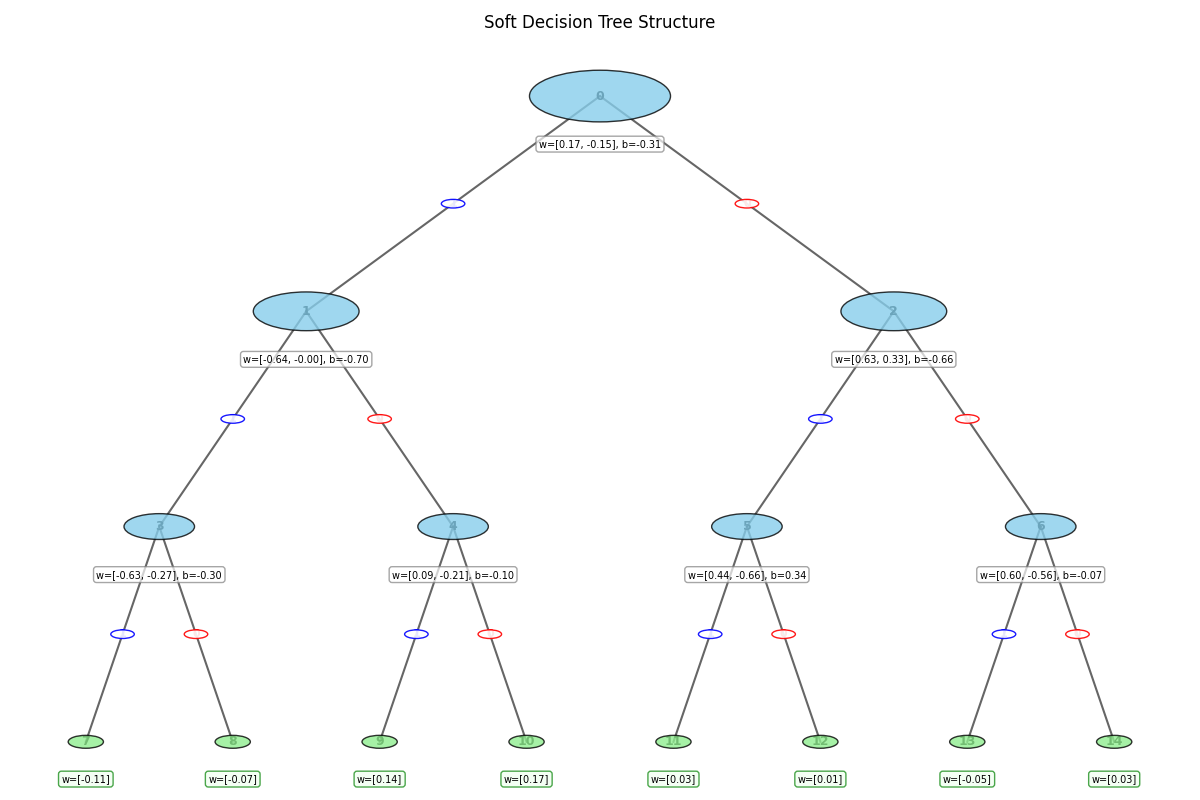 Soft Decision Tree Structure
0
w=[0.17, -0.15], b=-0.31
1
2
w=[-0.64, -0.00], b=-0.70
w=[0.63, 0.33], b=-0.66
3
4
5
6
w=[-0.63, -0.27], b=-0.30
w=[0.09, -0.21], b=-0.10
w=[0.44, -0.66], b=0.34
w=[0.60, -0.56], b=-0.07
7
8
9
10
11
12
13
14
w=[-0.11]
w=[-0.07]
w=[0.14]
w=[0.17]
w=[0.03]
w=[0.01]
w=[-0.05]
w=[0.03]